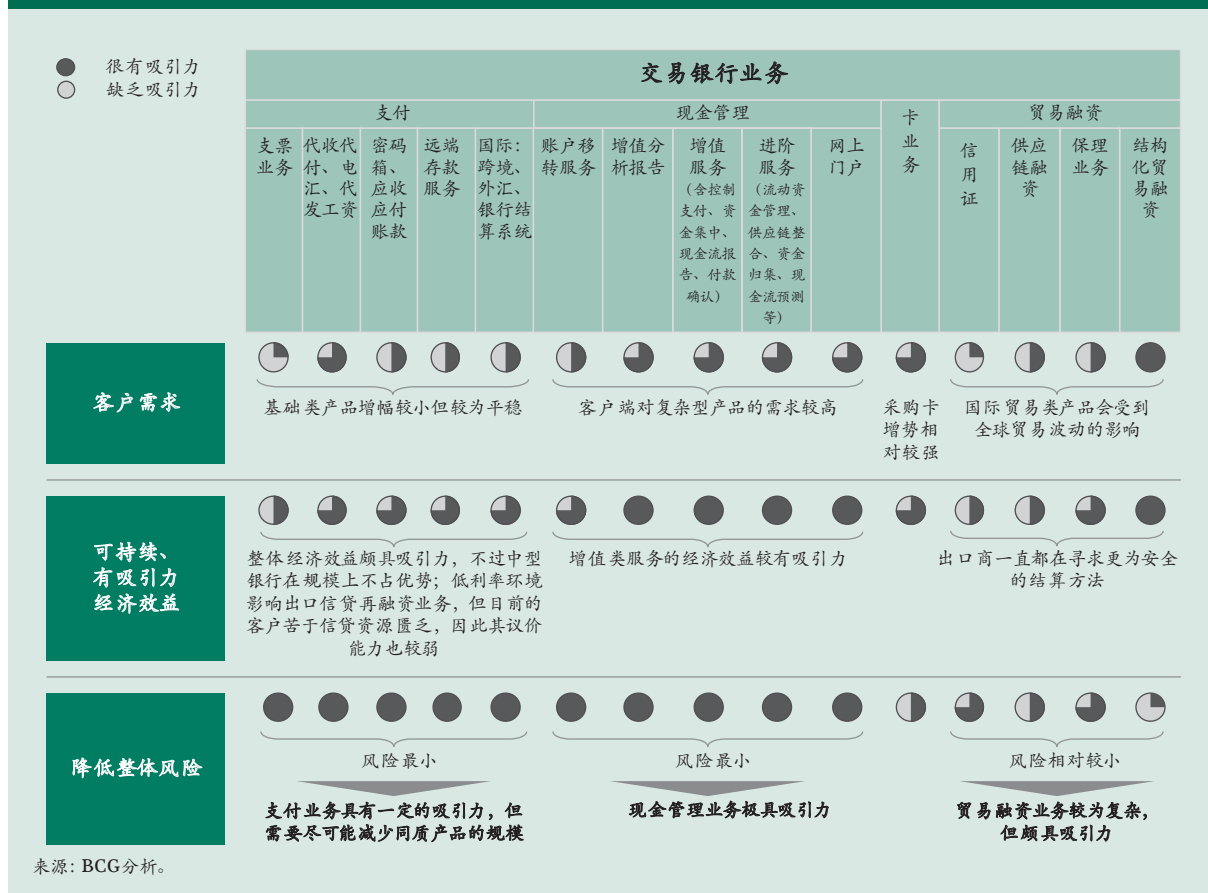 很有吸引力
缺乏吸引力
交易银行业务
支付
现金管理
卡
业
务
贸易融资
支票
业务
代收代
付、电
汇、代
发工资
密码
箱、
应收
应付
账款
远端
存款
服务
国际：
跨境、
外汇、
银行结
算系统
账户移
转服务
增值分
析报告
增值
服务
（含控制
支付、资
金集中、
现金流报
告、付款
确认）
进阶
服务
（流动资
金管理、
供应链整
合、资金
归集、现
金流预测
等）
网上
门户
信
用
证
供应
链融
资
保理
业务
结构
化贸
易融
资
客户需求
基础类产品增幅较小但较为平稳
客户端对复杂型产品的需求较高
采购卡
增势相
对较强
国际贸易类产品会受到
全球贸易波动的影响
可持续、
有吸引力
经济效益
整体经济效益颇具吸引力，不过中型
银行在规模上不占优势；低利率环境
影响出口信贷再融资业务，但目前的
客户苦于信贷资源匮乏，因此其议价
能力也较弱
增值类服务的经济效益较有吸引力
出口商一直都在寻求更为安全
的结算方法
降低整体风险
风险最小
风险最小
风险相对较小
支付业务具有一定的吸引力，但
需要尽可能减少同质产品的规模
现金管理业务极具吸引力
贸易融资业务较为复杂，
但颇具吸引力
来源：BCG分析。